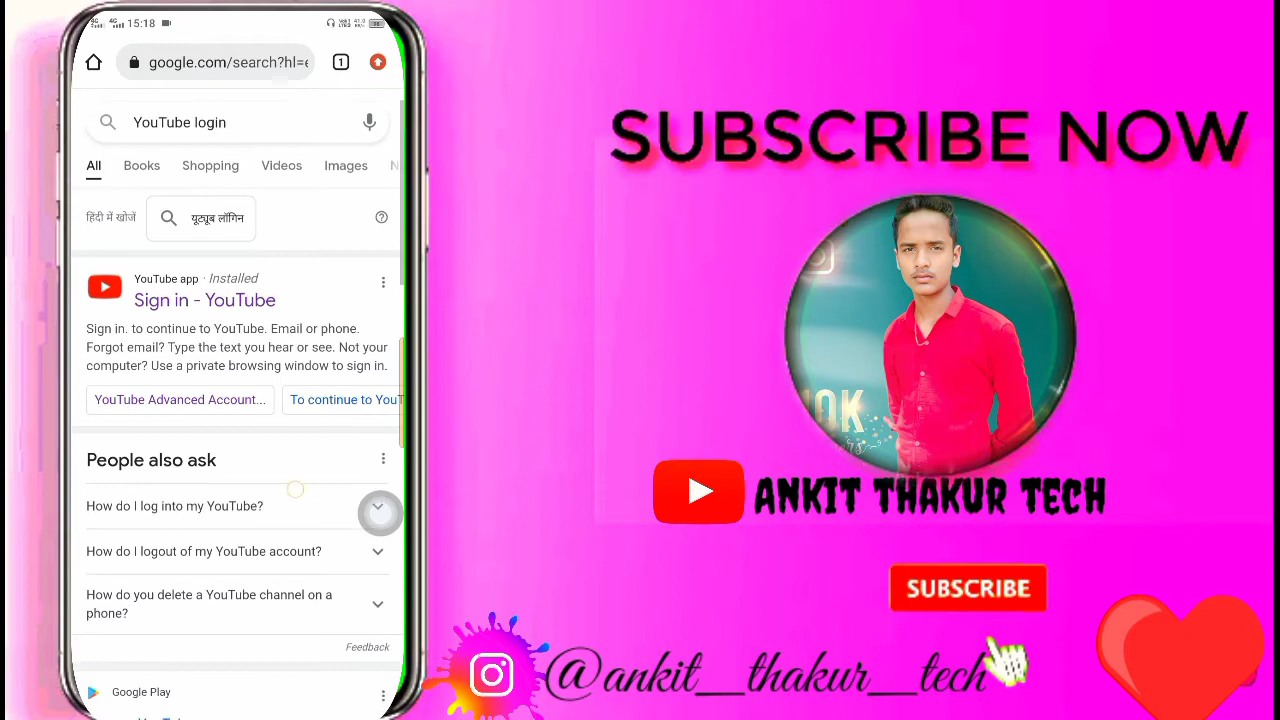 4G 4G 15:18
google.com/search?hl=e
1
YouTube login
All Books Shopping Videos Images N
हिंदी में खोजें यूट्यूब लॉगिन
YouTube app · Installed
Sign in - YouTube
Sign in. to continue to YouTube. Email or phone.
Forgot email? Type the text you hear or see. Not your
computer? Use a private browsing window to sign in.
YouTube Advanced Account... To continue to YouT
People also ask
How do I log into my YouTube?
How do I logout of my YouTube account?
How do you delete a YouTube channel on a
phone?
Feedback
Google Play
SUBSCRIBE NOW
ANKIT THAKUR TECH
SUBSCRIBE
@ankit__thakur__tech